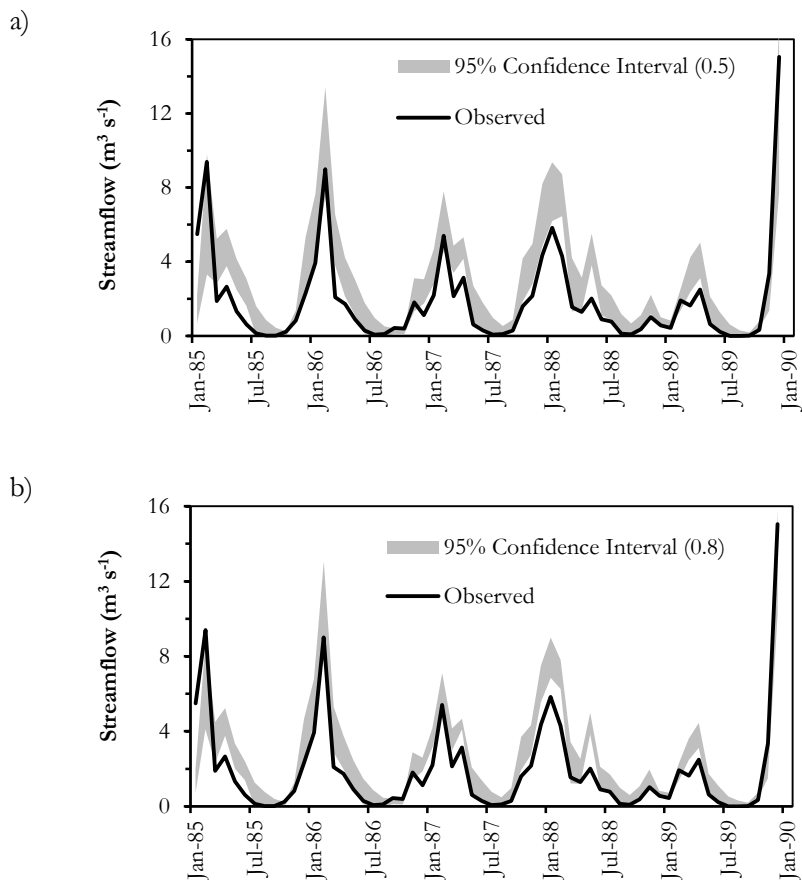 a)
16
12
8
4
0
Streamflow (m³ s⁻¹)
95% Confidence Interval (0.5)
Observed
Jan-85
Jul-85
Jan-86
Jul-86
Jan-87
Jul-87
Jan-88
Jul-88
Jan-89
Jul-89
Jan-90
b)
16
12
8
4
0
Streamflow (m³ s⁻¹)
95% Confidence Interval (0.8)
Observed
Jan-85
Jul-85
Jan-86
Jul-86
Jan-87
Jul-87
Jan-88
Jul-88
Jan-89
Jul-89
Jan-90